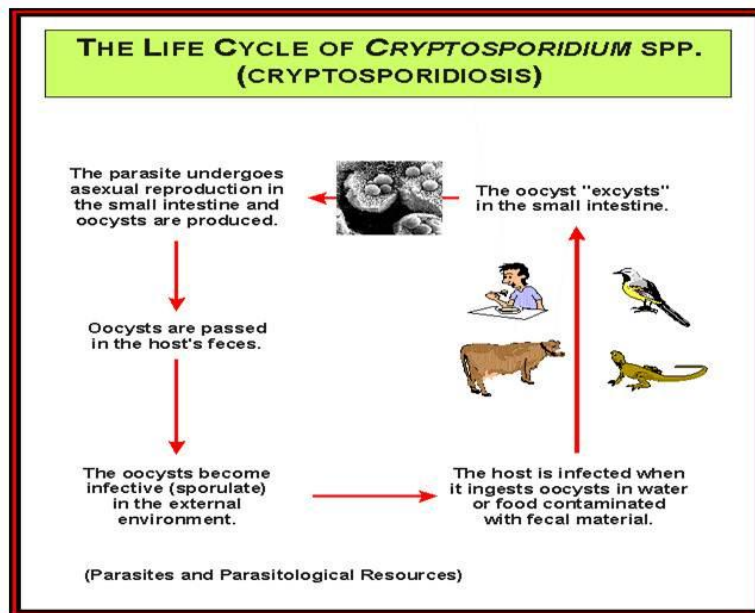 THE LIFE CYCLE OF CRYPTOSPORIDIUM SPP.
(CRYPTOSPORIDIOSIS)
The parasite undergoes
asexual reproduction in
the small intestine and
oocysts are produced.
The oocyst "excysts"
in the small intestine.
Oocysts are passed
in the host's feces.
The oocysts become
infective (sporulate)
in the external
environment.
The host is infected when
it ingests oocysts in water
or food contaminated
with fecal material.
(Parasites and Parasitological Resources)